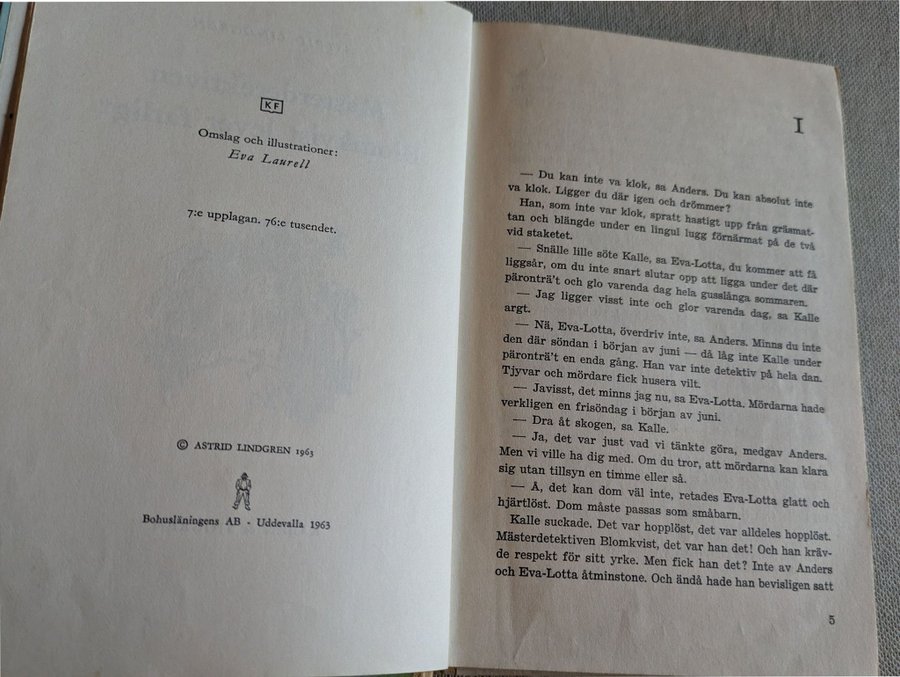 KF
Omslag och illustrationer:
Eva Laurell
7:e upplagan. 76:e tusendet.
© ASTRID LINDGREN 1963
Bohusläningens AB · Uddevalla 1963
I
— Du kan inte va klok, sa Anders. Du kan absolut inte
va klok. Ligger du där igen och drömmer?
Han, som inte var klok, spratt hastigt upp från gräsmat-
tan och blängde under en lingul lugg förnärmat på de två
vid staketet.
— Snälle lille söte Kalle, sa Eva-Lotta, du kommer att få
liggsår, om du inte snart slutar opp att ligga under det där
päronträ't och glo varenda dag hela gusslånga sommaren.
— Jag ligger visst inte och glor varenda dag, sa Kalle
argt.
— Nä, Eva-Lotta, överdriv inte, sa Anders. Minns du inte
den där söndan i början av juni — då låg inte Kalle under
päronträ't en enda gång. Han var inte detektiv på hela dan.
Tjyvar och mördare fick husera vilt.
— Javisst, det minns jag nu, sa Eva-Lotta. Mördarna hade
verkligen en frisöndag i början av juni.
— Dra åt skogen, sa Kalle.
— Ja, det var just vad vi tänkte göra, medgav Anders.
Men vi ville ha dig med. Om du tror, att mördarna kan klara
sig utan tillsyn en timme eller så.
— Å, det kan dom väl inte, retades Eva-Lotta glatt och
hjärtlöst. Dom måste passas som småbarn.
Kalle suckade. Det var hopplöst, det var alldeles hopplöst.
Mästerdetektiven Blomkvist, det var han det! Och han kräv-
de respekt för sitt yrke. Men fick han det? Inte av Anders
och Eva-Lotta åtminstone. Och ändå hade han bevisligen satt
5